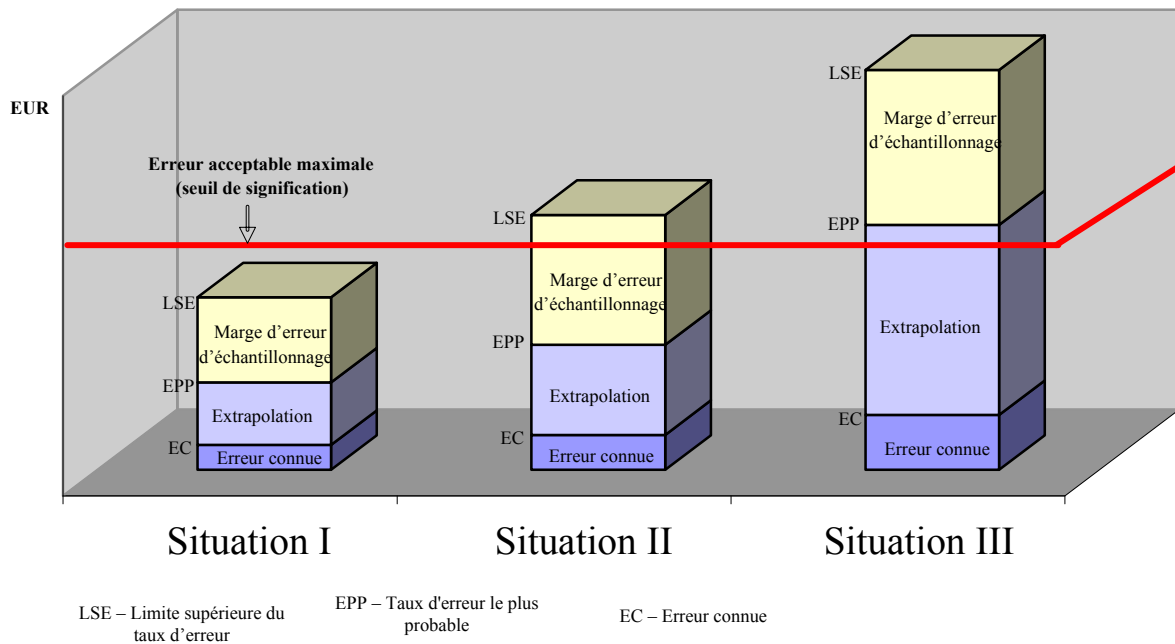 EUR
Erreur acceptable maximale
(seuil de signification)
LSE
Marge d’erreur
d’échantillonnage
EPP
Extrapolation
EC
Erreur connue
LSE
Marge d’erreur
d’échantillonnage
EPP
Extrapolation
EC
Erreur connue
LSE
Marge d’erreur
d’échantillonnage
EPP
Extrapolation
EC
Erreur connue
Situation I
Situation II
Situation III
LSE – Limite supérieure du
taux d’erreur
EPP – Taux d'erreur le plus
probable
EC – Erreur connue